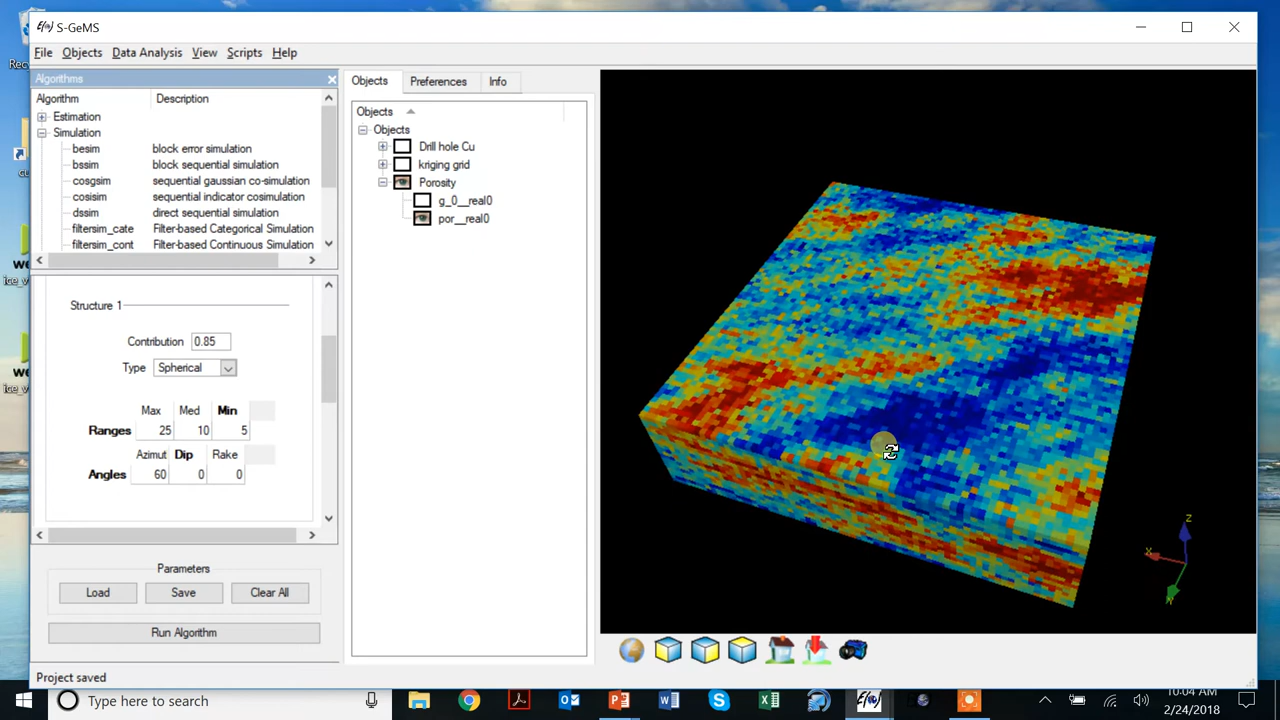 S-GeMS
File Objects Data Analysis View Scripts Help
Algorithms
Objects Preferences Info
Algorithm Description
Estimation
Simulation
besim block error simulation
bssim block sequential simulation
cosgsim sequential gaussian co-simulation
cosisim sequential indicator cosimulation
dssim direct sequential simulation
filtersim_cate Filter-based Categorical Simulation
filtersim_cont Filter-based Continuous Simulation
Objects
Objects
Drill hole Cu
kriging grid
Porosity
g_0__real0
por__real0
Structure 1
Contribution 0.85
Type Spherical
Max Med Min
Ranges 25 10 5
Azimut Dip Rake
Angles 60 0 0
Parameters
Load Save Clear All
Run Algorithm
Z
X
Project saved
Type here to search
10:04 AM
2/24/2018